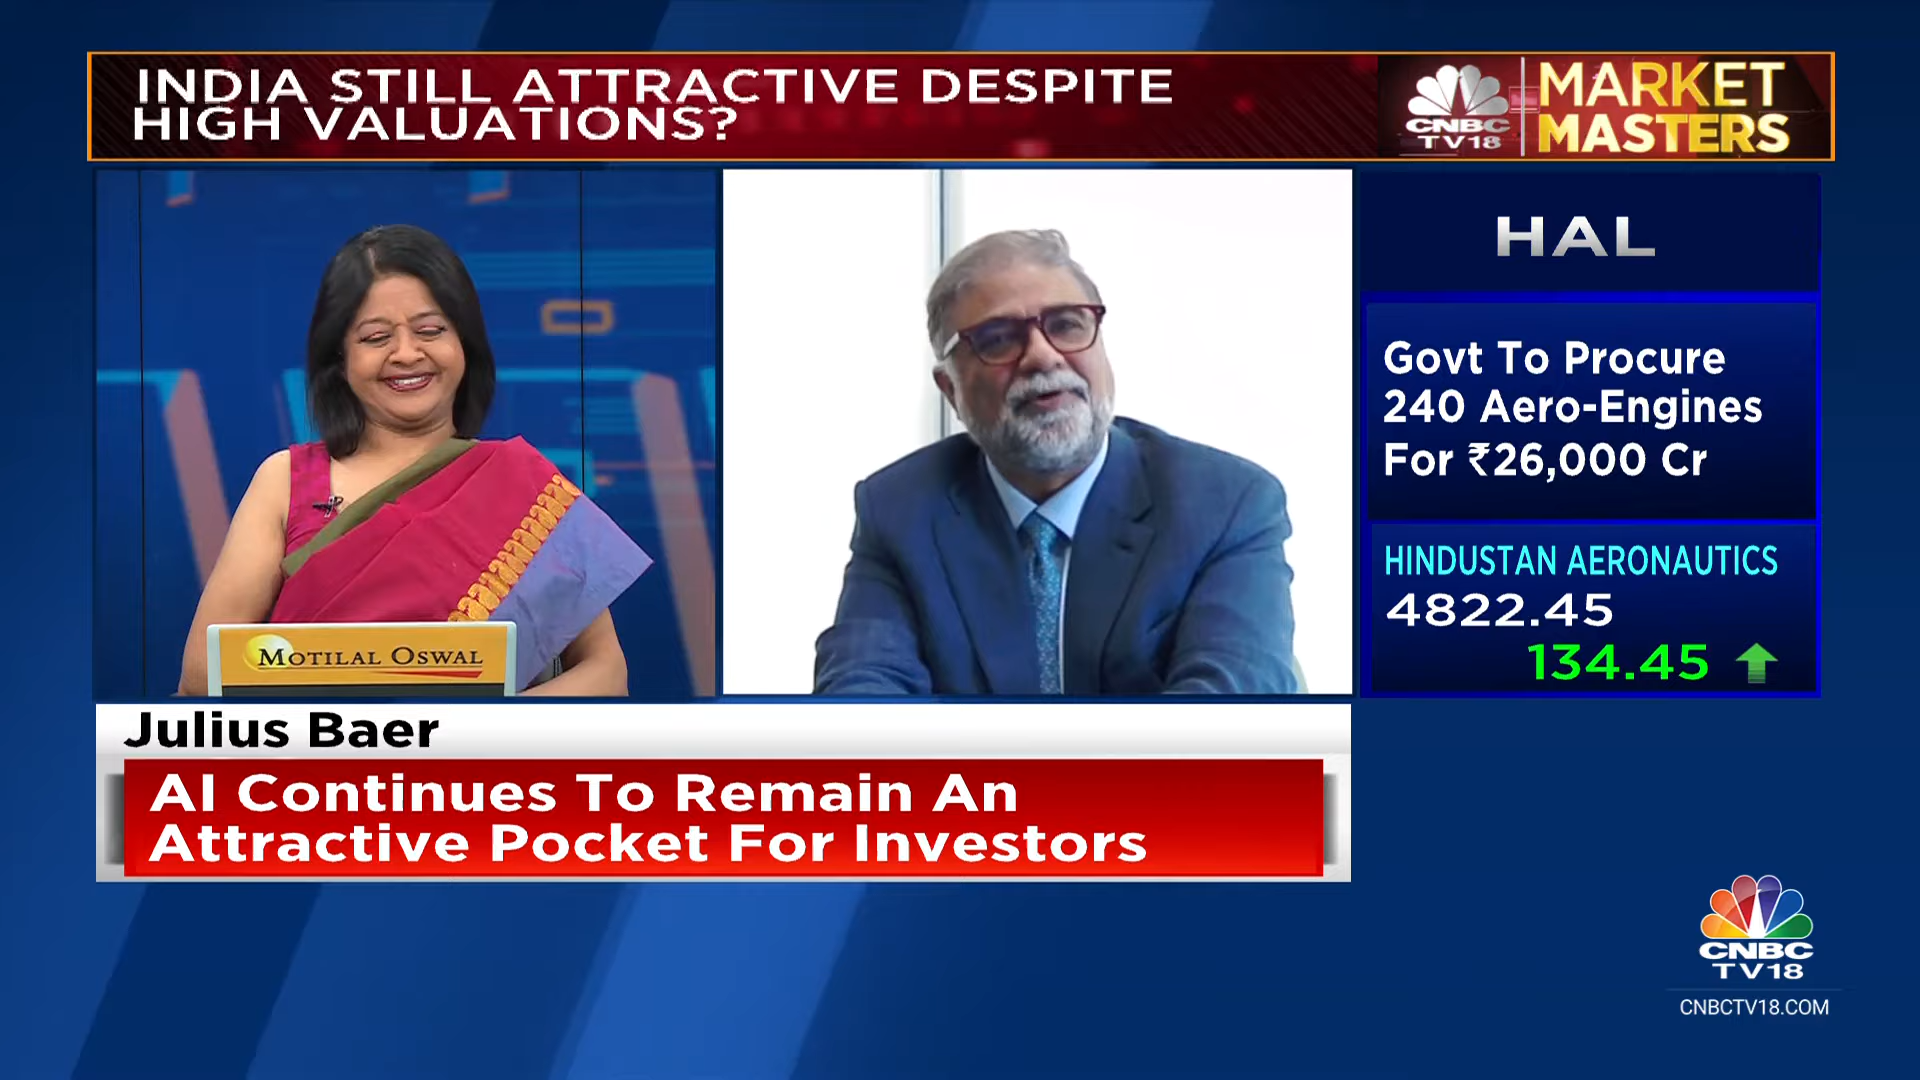 INDIA STILL ATTRACTIVE DESPITE
HIGH VALUATIONS?
CNBC
TV18
MARKET
MASTERS
HAL
Govt To Procure
240 Aero-Engines
For ₹26,000 Cr
HINDUSTAN AERONAUTICS
4822.45
134.45
MOTILAL OSWAL
Julius Baer
AI Continues To Remain An
Attractive Pocket For Investors
CNBC
TV18
CNBCTV18.COM